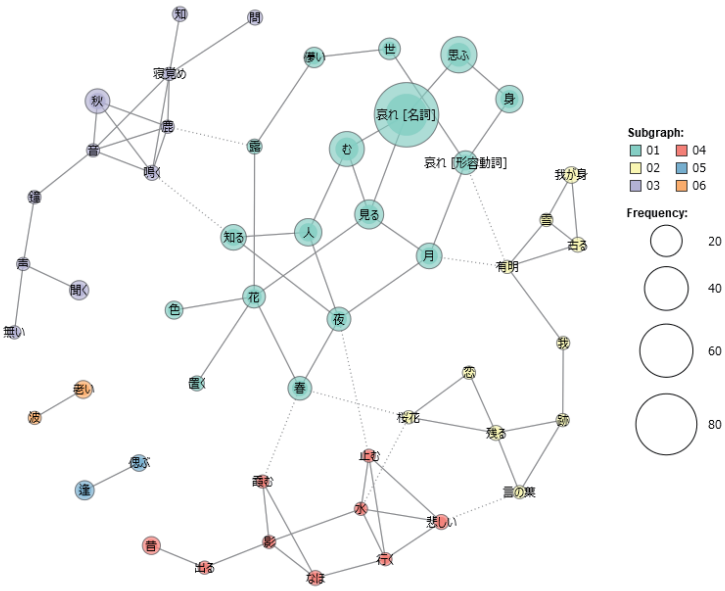 知
問
寝覚め
秋
鹿
音
鳴く
鐘
声
聞く
無い
儚い
世
思ふ
身
哀れ [名詞]
哀れ [形容動詞]
露
む
見る
知る
人
月
花
色
夜
置く
春
我が身
雲
古る
有明
我
恋
桜花
残る
跡
言の葉
老い
波
偲ぶ
逢
霞む
止む
水
悲しい
影
昔
出る
なほ
行く
Subgraph:
01
04
02
05
03
06
Frequency:
20
40
60
80